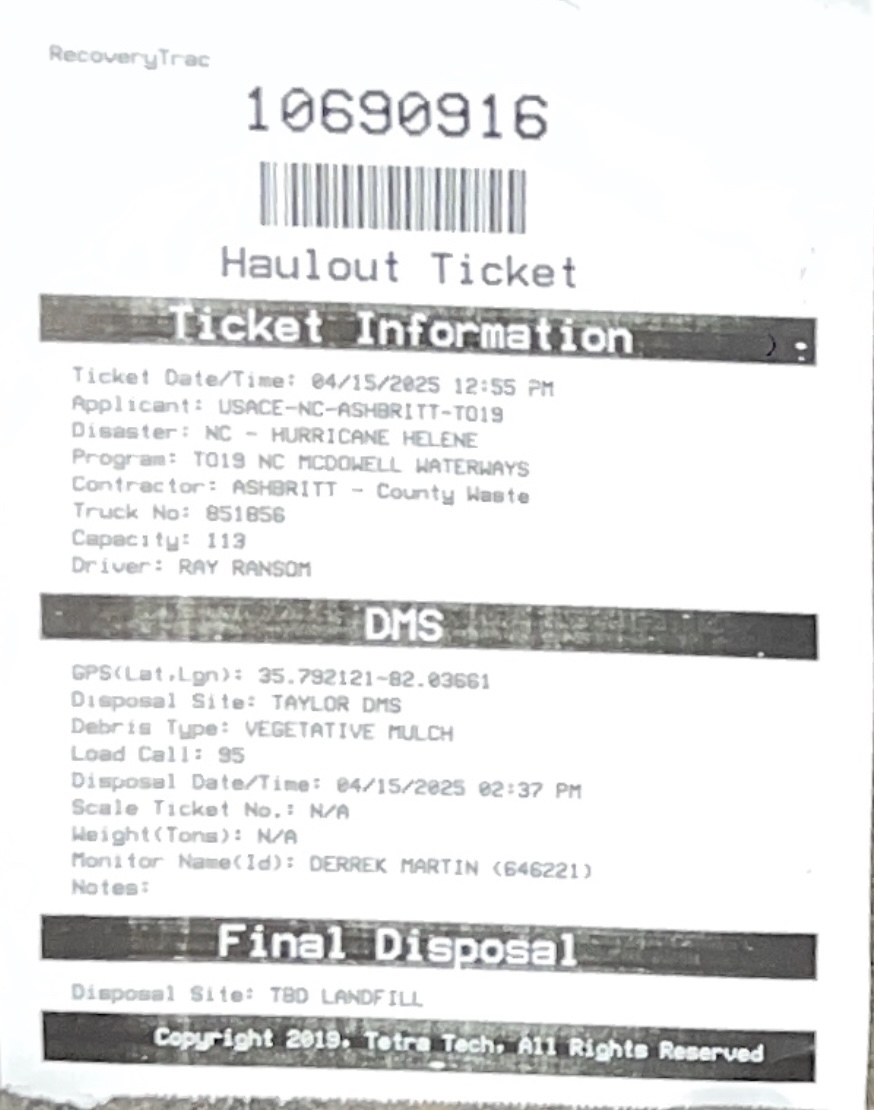 RecoveryTrac
10690916
Haulout Ticket
Ticket Information
Ticket Date/Time: 04/15/2025 12:55 PM
Applicant: USACE-NC-ASHBRITT-TO19
Disaster: NC - HURRICANE HELENE
Program: TO19 NC MCDOWELL WATERWAYS
Contractor: ASHBRITT - County Waste
Truck No: 851856
Capacity: 113
Driver: RAY RANSOM
DMS
GPS(Lat,Lgn): 35.792121-82.03661
Disposal Site: TAYLOR DMS
Debris Type: VEGETATIVE MULCH
Load Call: 95
Disposal Date/Time: 04/15/2025 02:37 PM
Scale Ticket No.: N/A
Weight(Tons): N/A
Monitor Name(Id): DERREK MARTIN (646221)
Notes:
Final Disposal
Disposal Site: TBD LANDFILL
Copyright 2019, Tetra Tech, All Rights Reserved